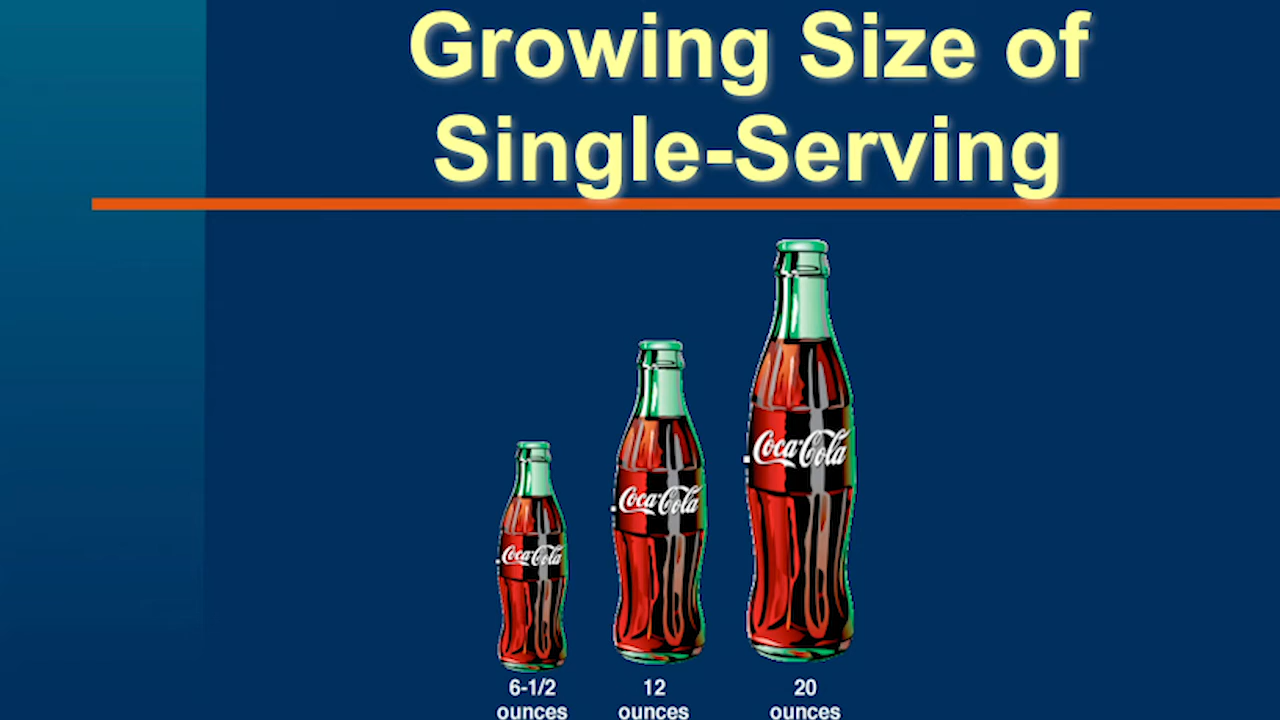 Growing Size of
Single-Serving
Coca-Cola
Coca-Cola
Coca-Cola
6-1/2
ounces
12
ounces
20
ounces